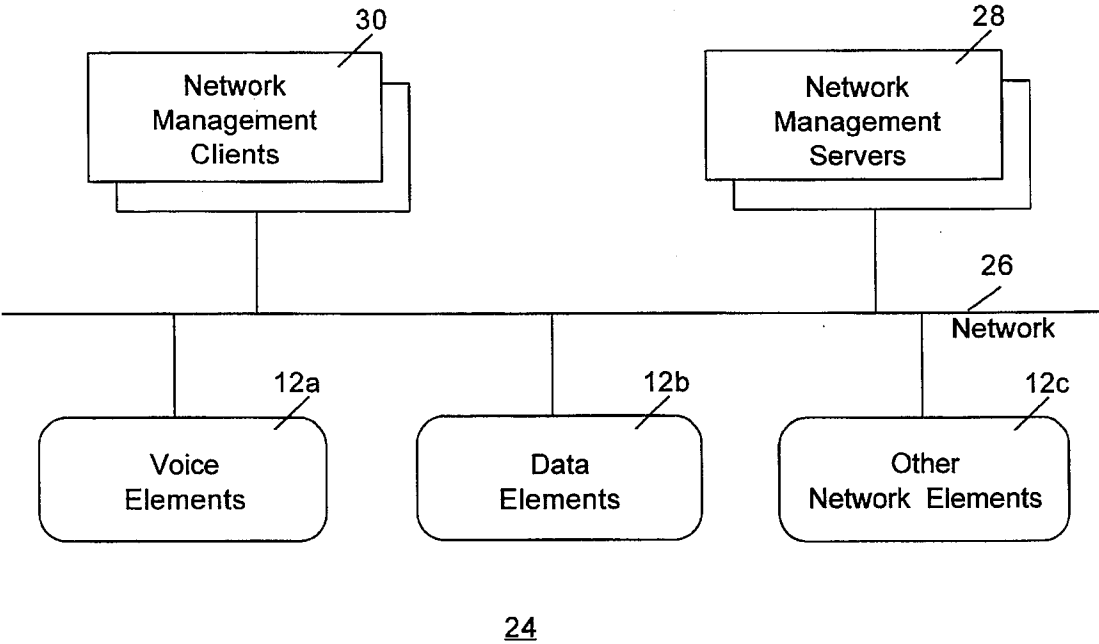 30
Network
Management
Clients
28
Network
Management
Servers
26
Network
12a
Voice
Elements
12b
Data
Elements
12c
Other
Network Elements
24